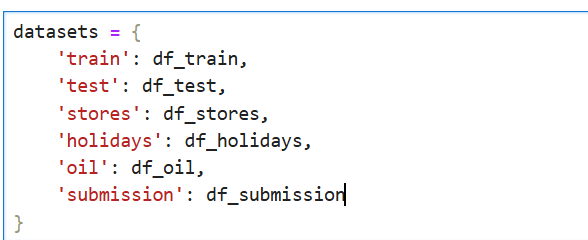 datasets = {
    'train': df_train,
    'test': df_test,
    'stores': df_stores,
    'holidays': df_holidays,
    'oil': df_oil,
    'submission': df_submission
}